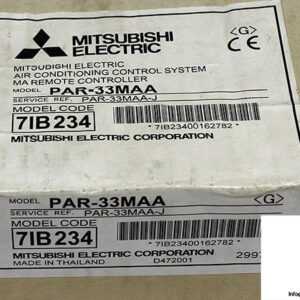 MITSUBISHI
ELECTRIC
<G>
MITSUBISHI ELECTRIC
AIR CONDITIONING CONTROL SYSTEM
MA REMOTE CONTROLLER
MODEL PAR-33MAA
SERVICE REF. PAR-33MAA-J
MODEL CODE
7IB234
* 7IB23400162782 *
MITSUBISHI ELECTRIC CORPORATION
MODEL PAR-33MAA
<G>
SERVICE REF. PAR-33MAA-J
MODEL CODE
7IB234
* 7IB23400162782 *
MITSUBISHI ELECTRIC CORPORATION
MADE IN THAILAND
D472001